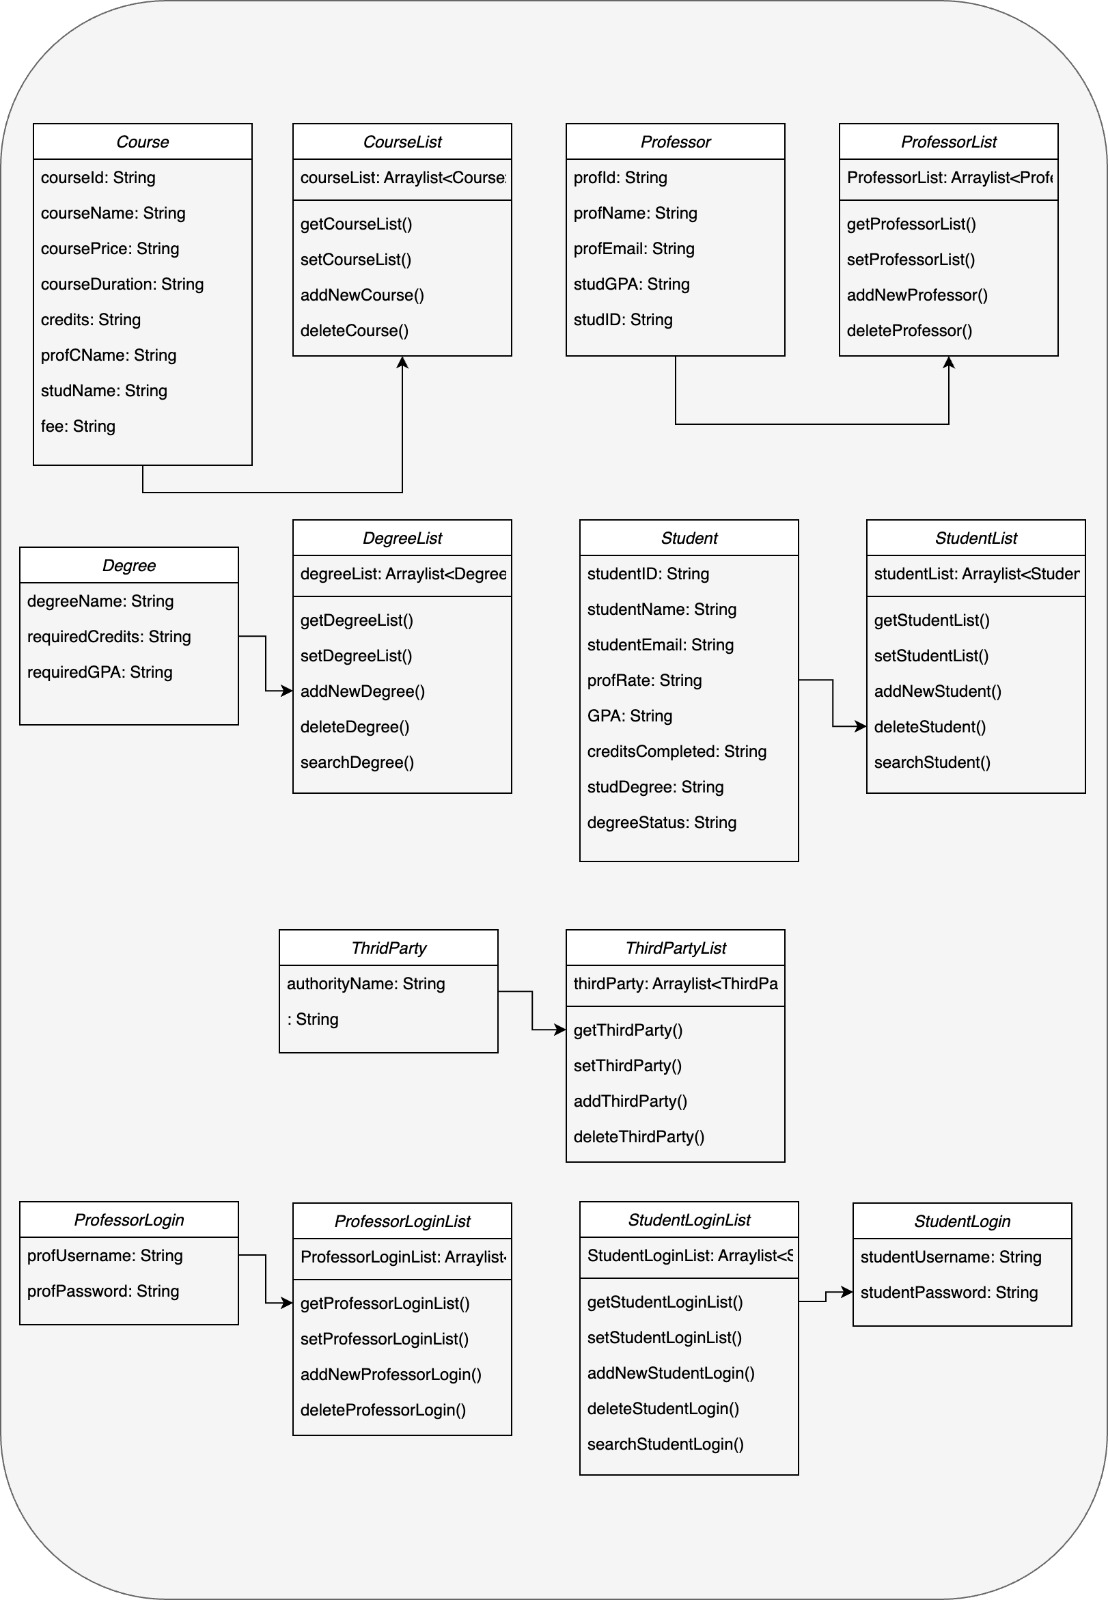 Course
courseId: String
courseName: String
coursePrice: String
courseDuration: String
credits: String
profCName: String
studName: String
fee: String
CourseList
courseList: Arraylist<Course
getCourseList()
setCourseList()
addNewCourse()
deleteCourse()
Professor
profId: String
profName: String
profEmail: String
studGPA: String
studID: String
ProfessorList
ProfessorList: Arraylist<Profe
getProfessorList()
setProfessorList()
addNewProfessor()
deleteProfessor()
Degree
degreeName: String
requiredCredits: String
requiredGPA: String
DegreeList
degreeList: Arraylist<Degree
getDegreeList()
setDegreeList()
addNewDegree()
deleteDegree()
searchDegree()
Student
studentID: String
studentName: String
studentEmail: String
profRate: String
GPA: String
creditsCompleted: String
studDegree: String
degreeStatus: String
StudentList
studentList: Arraylist<Studen
getStudentList()
setStudentList()
addNewStudent()
deleteStudent()
searchStudent()
ThridParty
authorityName: String
: String
ThirdPartyList
thirdParty: Arraylist<ThirdPa
getThirdParty()
setThirdParty()
addThirdParty()
deleteThirdParty()
ProfessorLogin
profUsername: String
profPassword: String
ProfessorLoginList
ProfessorLoginList: Arraylist<
getProfessorLoginList()
setProfessorLoginList()
addNewProfessorLogin()
deleteProfessorLogin()
StudentLoginList
StudentLoginList: Arraylist<S
getStudentLoginList()
setStudentLoginList()
addNewStudentLogin()
deleteStudentLogin()
searchStudentLogin()
StudentLogin
studentUsername: String
studentPassword: String